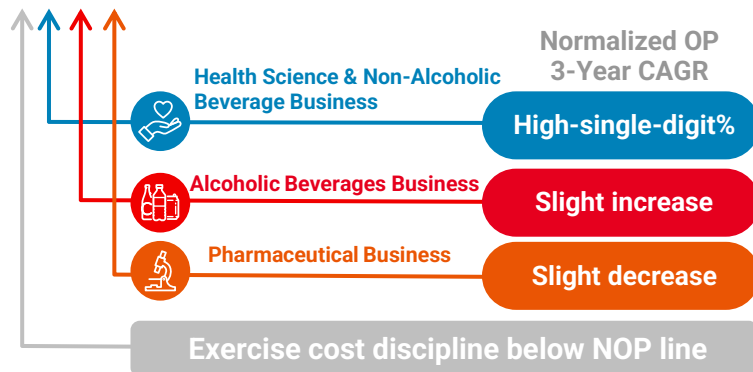 Normalized OP
3-Year CAGR
Health Science & Non-Alcoholic
Beverage Business
High-single-digit%
Alcoholic Beverages Business
Slight increase
Pharmaceutical Business
Slight decrease
Exercise cost discipline below NOP line